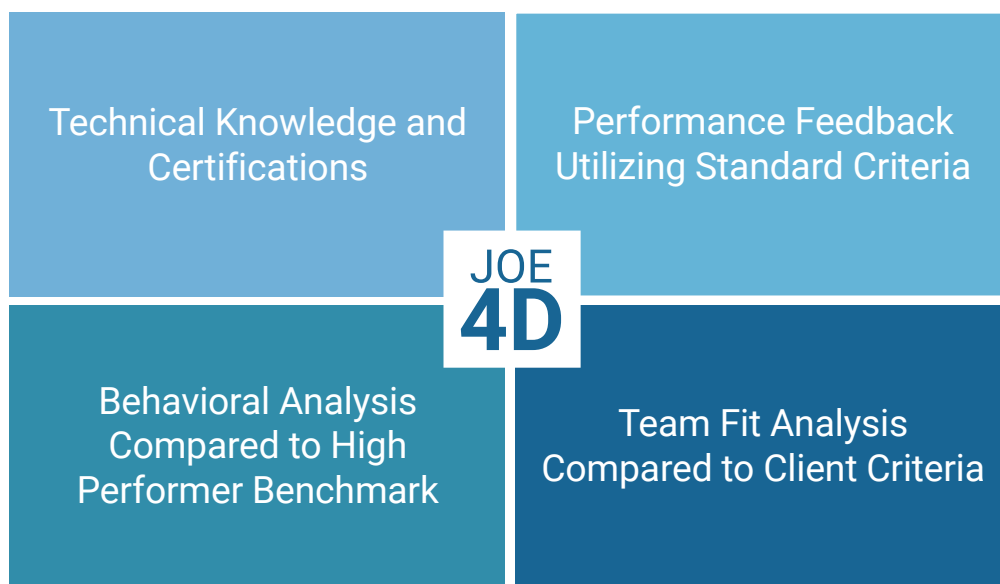 Technical Knowledge and
Certifications
Performance Feedback
Utilizing Standard Criteria
JOE
4D
Behavioral Analysis
Compared to High
Performer Benchmark
Team Fit Analysis
Compared to Client Criteria